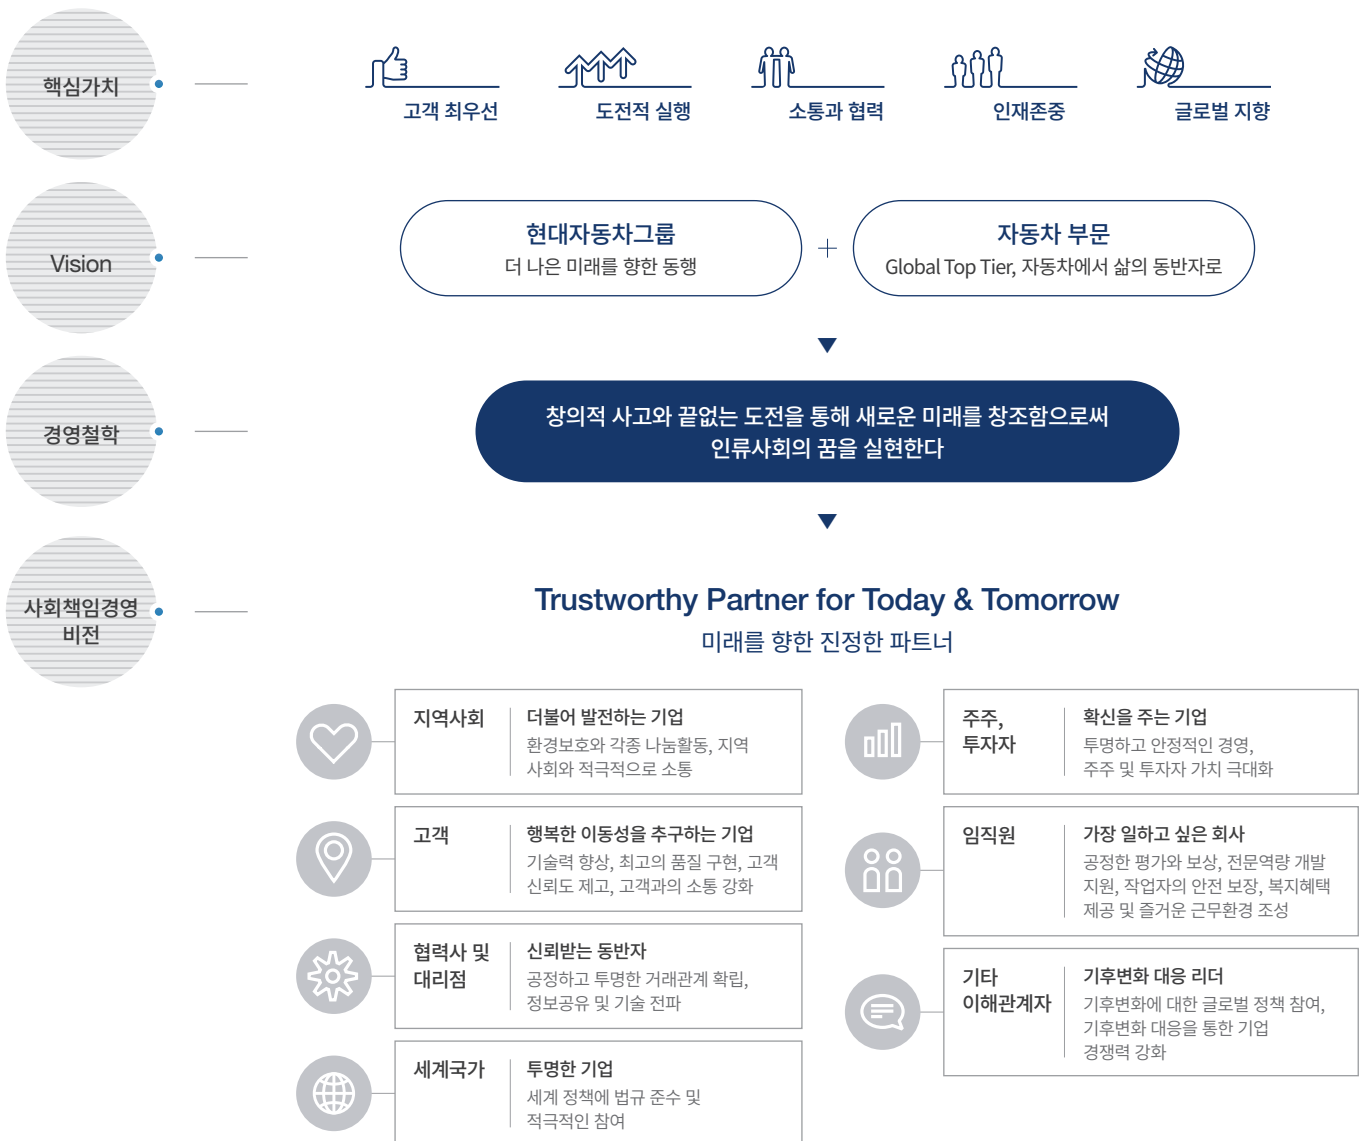 핵심가치
고객 최우선
도전적 실행
소통과 협력
인재존중
글로벌 지향
Vision
현대자동차그룹
더 나은 미래를 향한 동행
자동차 부문
Global Top Tier, 자동차에서 삶의 동반자로
경영철학
창의적 사고와 끝없는 도전을 통해 새로운 미래를 창조함으로써
인류사회의 꿈을 실현한다
사회책임경영
비전
Trustworthy Partner for Today & Tomorrow
미래를 향한 진정한 파트너
지역사회
더불어 발전하는 기업
환경보호와 각종 나눔활동, 지역
사회와 적극적으로 소통
고객
행복한 이동성을 추구하는 기업
기술력 향상, 최고의 품질 구현, 고객
신뢰도 제고, 고객과의 소통 강화
협력사 및
대리점
신뢰받는 동반자
공정하고 투명한 거래관계 확립,
정보공유 및 기술 전파
세계국가
투명한 기업
세계 정책에 법규 준수 및
적극적인 참여
주주,
투자자
확신을 주는 기업
투명하고 안정적인 경영,
주주 및 투자자 가치 극대화
임직원
가장 일하고 싶은 회사
공정한 평가와 보상, 전문역량 개발
지원, 작업자의 안전 보장, 복지혜택
제공 및 즐거운 근무환경 조성
기타
이해관계자
기후변화 대응 리더
기후변화에 대한 글로벌 정책 참여,
기후변화 대응을 통한 기업
경쟁력 강화